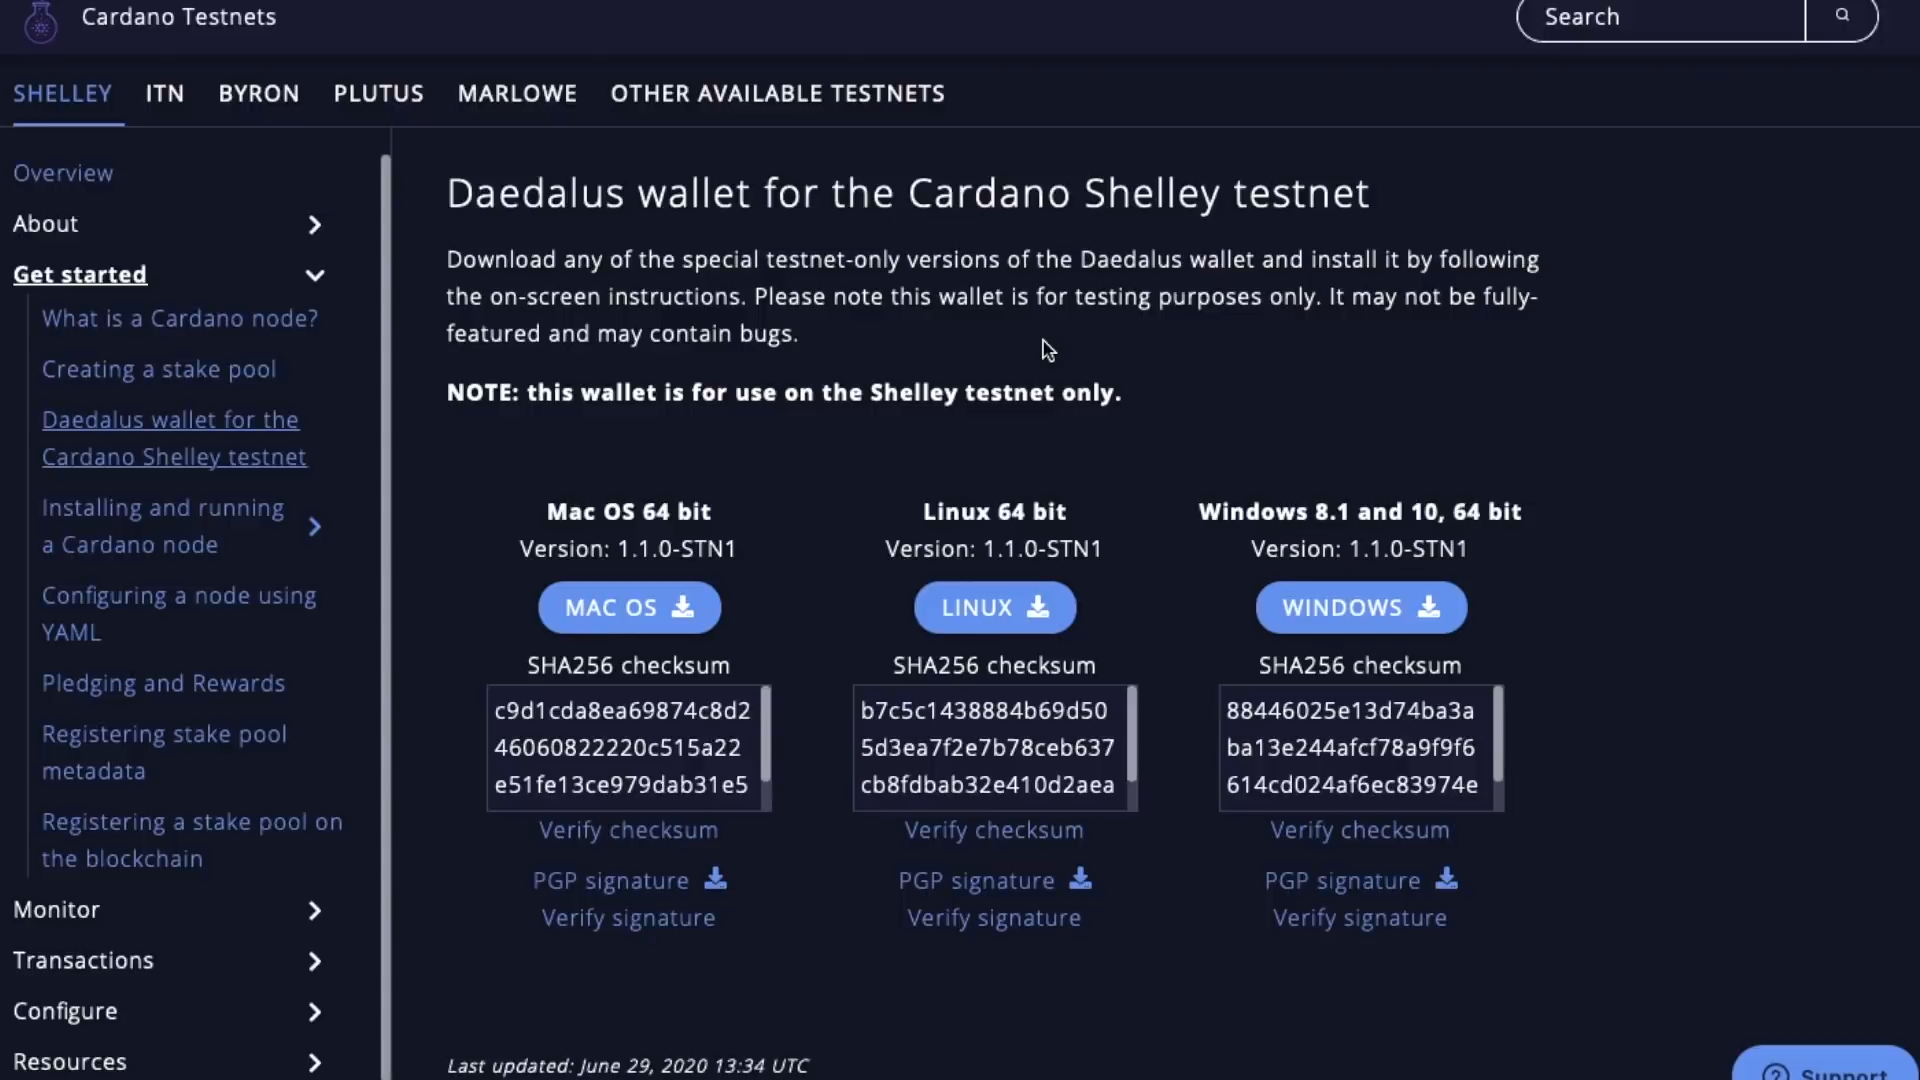 Cardano Testnets
Search
SHELLEY ITN BYRON PLUTUS MARLOWE OTHER AVAILABLE TESTNETS
Overview
About
Get started
What is a Cardano node?
Creating a stake pool
Daedalus wallet for the
Cardano Shelley testnet
Installing and running
a Cardano node
Configuring a node using
YAML
Pledging and Rewards
Registering stake pool
metadata
Registering a stake pool on
the blockchain
Monitor
Transactions
Configure
Resources
Daedalus wallet for the Cardano Shelley testnet
Download any of the special testnet-only versions of the Daedalus wallet and install it by following
the on-screen instructions. Please note this wallet is for testing purposes only. It may not be fully-
featured and may contain bugs.
NOTE: this wallet is for use on the Shelley testnet only.
Mac OS 64 bit
Version: 1.1.0-STN1
MAC OS
SHA256 checksum
c9d1cda8ea69874c8d2
46060822220c515a22
e51fe13ce979dab31e5
Verify checksum
PGP signature
Verify signature
Linux 64 bit
Version: 1.1.0-STN1
LINUX
SHA256 checksum
b7c5c1438884b69d50
5d3ea7f2e7b78ceb637
cb8fdbab32e410d2aea
Verify checksum
PGP signature
Verify signature
Windows 8.1 and 10, 64 bit
Version: 1.1.0-STN1
WINDOWS
SHA256 checksum
88446025e13d74ba3a
ba13e244afcf78a9f9f6
614cd024af6ec83974e
Verify checksum
PGP signature
Verify signature
Last updated: June 29, 2020 13:34 UTC
Support